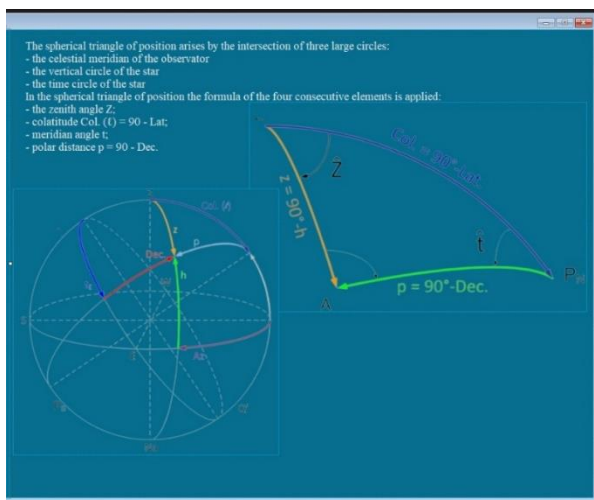 The spherical triangle of position arises by the intersection of three large circles:
- the celestial meridian of the observator
- the vertical circle of the star
- the time circle of the star
In the spherical triangle of position the formula of the four consecutive elements is applied:
- the zenith angle Z;
- colatitude Col. (ℓ) = 90 - Lat;
- meridian angle t;
- polar distance p = 90 - Dec.
Col. = 90°-Lat.
Ẑ
z = 90°-h
t̂
P
A
p = 90°-Dec.
Col.
z
p
Dec.
h
Az